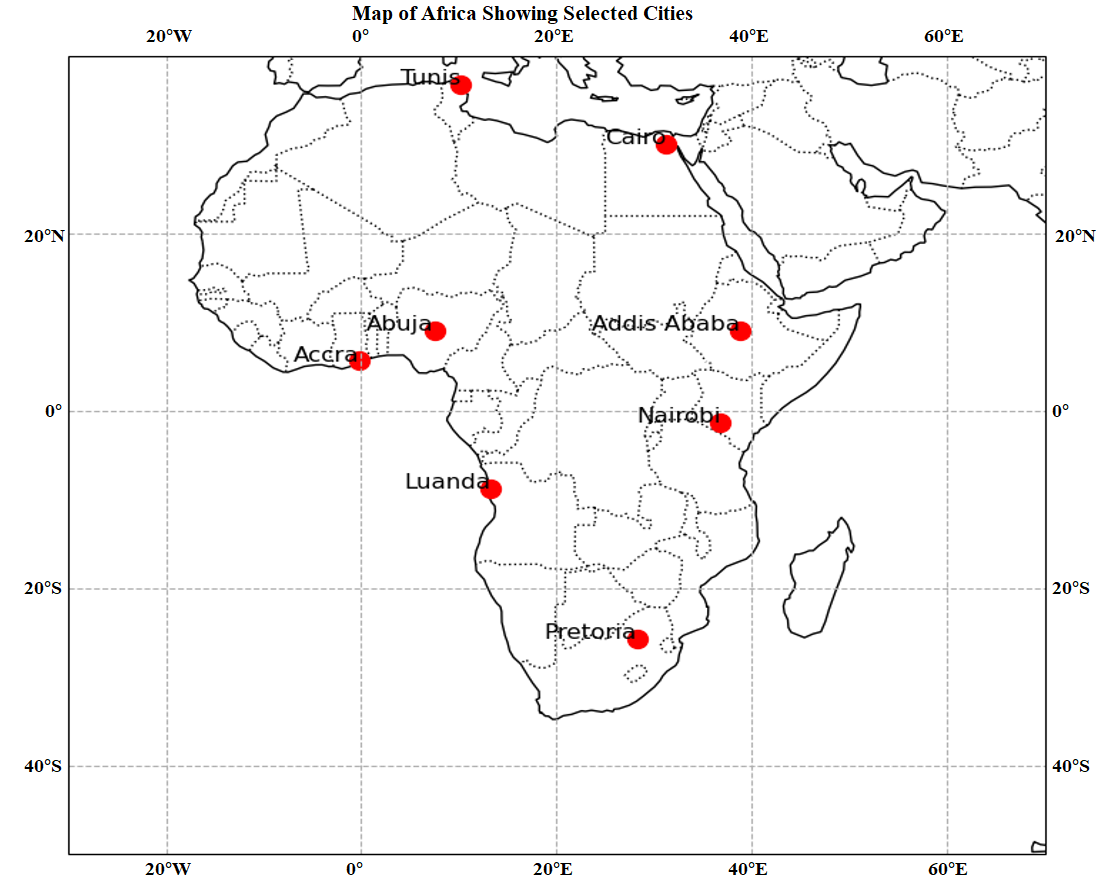 Map of Africa Showing Selected Cities
20°W 0° 20°E 40°E 60°E
Tunis
Cairo
20°N 20°N
Abuja Addis Ababa
Accra
0° 0°
Nairobi
Luanda
20°S 20°S
Pretoria
40°S 40°S
20°W 0° 20°E 40°E 60°E